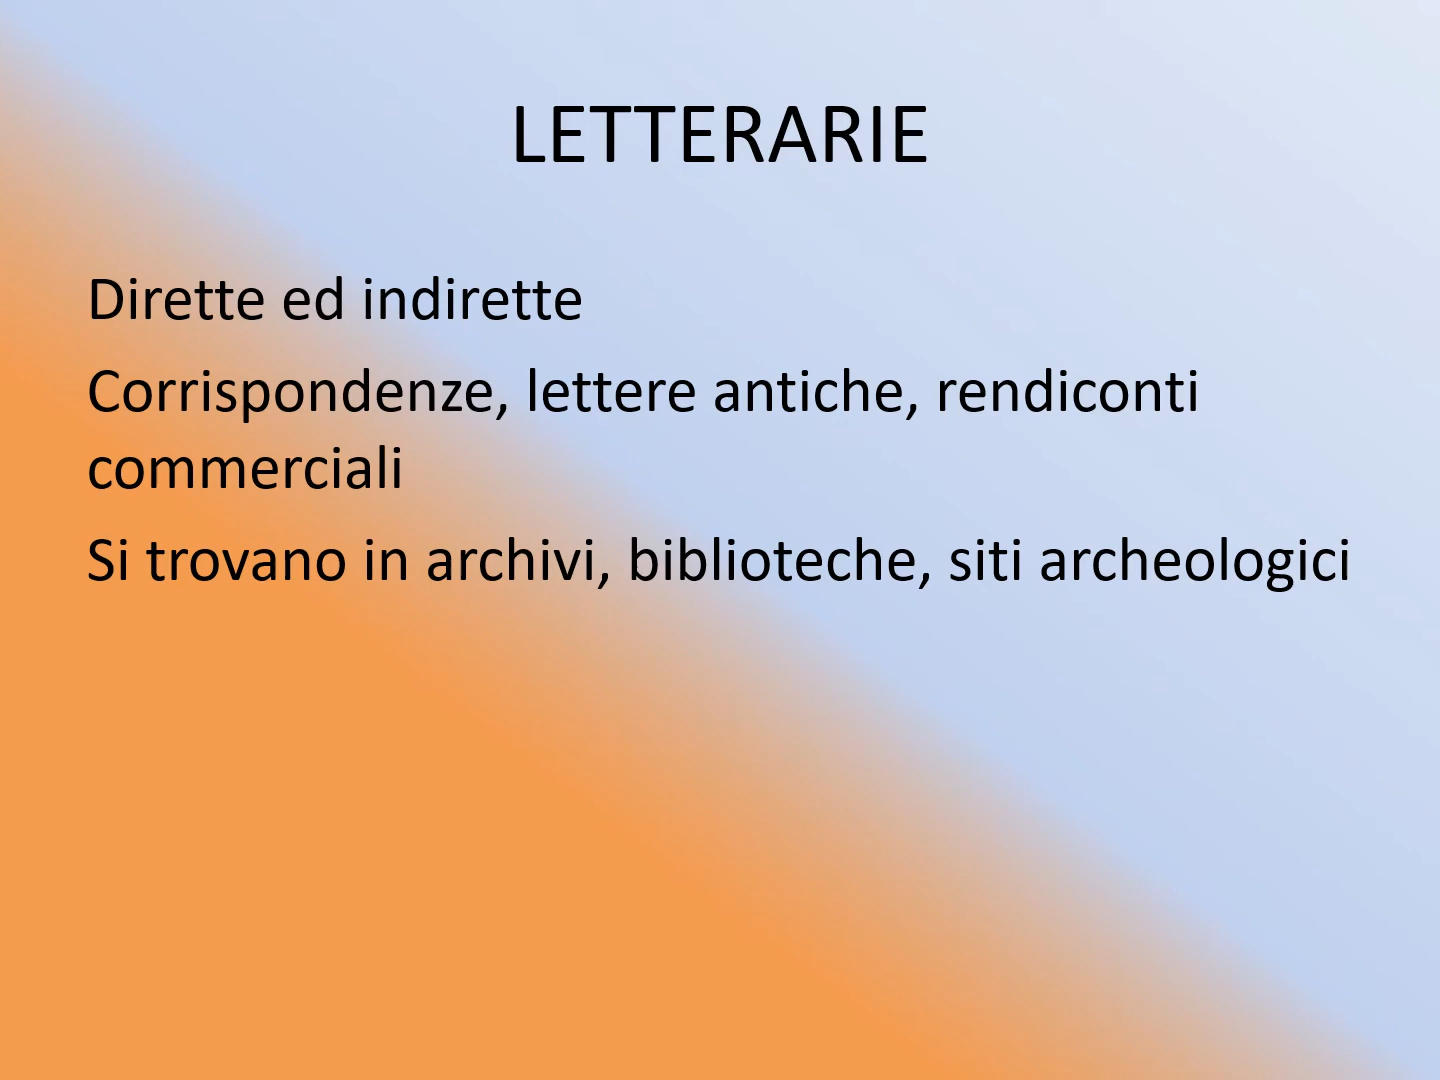 LETTERARIE
Dirette ed indirette
Corrispondenze, lettere antiche, rendiconti
commerciali
Si trovano in archivi, biblioteche, siti archeologici